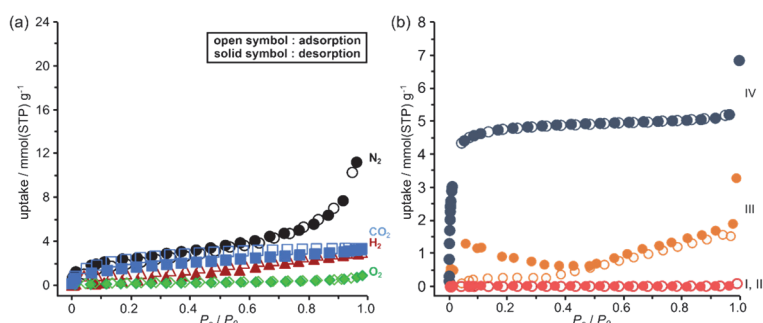 (a)
24
20
16
12
8
4
0
uptake / mmol(STP) g⁻¹
open symbol : adsorption
solid symbol : desorption
N₂
CO₂
H₂
O₂
0 0.2 0.4 0.6 0.8 1.0
(b)
8
7
6
5
4
3
2
1
0
uptake / mmol(STP) g⁻¹
IV
III
I, II
0 0.2 0.4 0.6 0.8 1.0